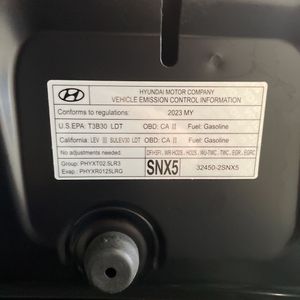 HYUNDAI MOTOR COMPANY
VEHICLE EMISSION CONTROL INFORMATION
Conforms to regulations: 2023 MY
U.S.EPA: T3B30 LDT OBD: CA II Fuel: Gasoline
California: LEV III SULEV30 LDT OBD: CA II Fuel: Gasoline
No adjustments needed.
Group: PHYXT02.5LR3
Evap: PHYXR0125LRG
SNX5
32450-2SNX5